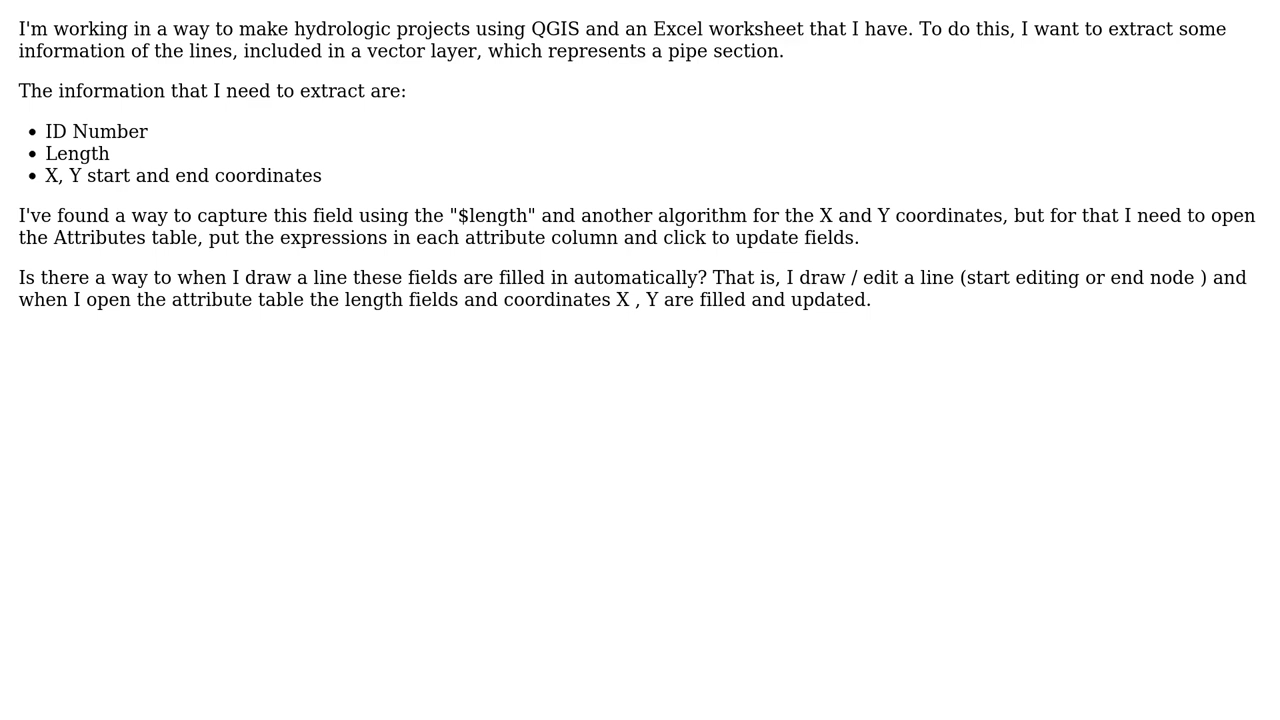 I'm working in a way to make hydrologic projects using QGIS and an Excel worksheet that I have. To do this, I want to extract some
information of the lines, included in a vector layer, which represents a pipe section.
The information that I need to extract are:
• ID Number
• Length
• X, Y start and end coordinates
I've found a way to capture this field using the "$length" and another algorithm for the X and Y coordinates, but for that I need to open
the Attributes table, put the expressions in each attribute column and click to update fields.
Is there a way to when I draw a line these fields are filled in automatically? That is, I draw / edit a line (start editing or end node ) and
when I open the attribute table the length fields and coordinates X , Y are filled and updated.